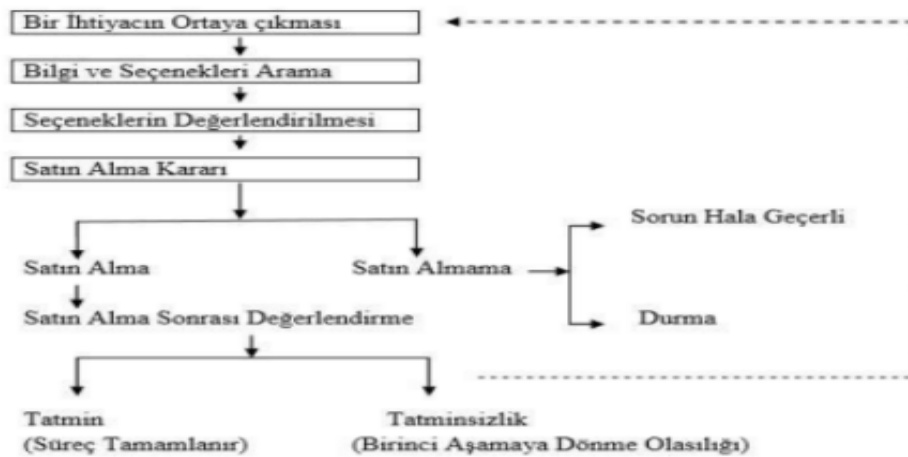 Bir İhtiyacın Ortaya çıkması
Bilgi ve Seçenekleri Arama
Seçeneklerin Değerlendirilmesi
Satın Alma Kararı
Sorun Hala Geçerli
Satın Alma
Satın Almama
Satın Alma Sonrası Değerlendirme
Durma
Tatmin
(Süreç Tamamlanır)
Tatminsizlik
(Birinci Aşamaya Dönme Olasılığı)